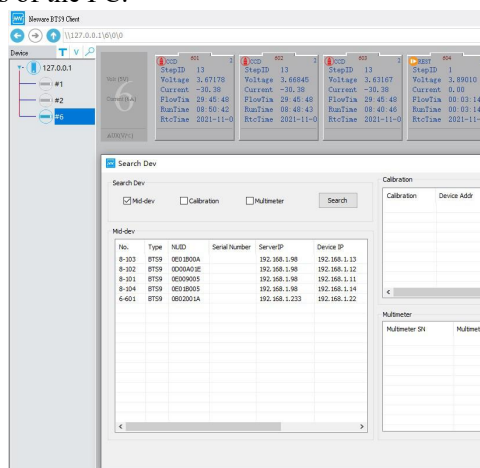 s of the PC.
Neware BTS9 Client
\\127.0.0.1\6\0\0
Device T V
127.0.0.1
#1
#2
#6
6
AUX(V/t)
CCD 601 1
StepID 13
Voltage 3.67178
Current -30.38
FlowTim 29:45:48
RunTime 08:50:42
RtcTime 2021-11-0
CCD 602 1
StepID 13
Voltage 3.66845
Current -30.38
FlowTim 29:45:48
RunTime 08:48:43
RtcTime 2021-11-0
CCD 603 1
StepID 13
Voltage 3.63167
Current -30.38
FlowTim 29:45:48
RunTime 08:40:46
RtcTime 2021-11-0
REST 604
StepID 1
Voltage 3.89010
Current 0.00
FlowTim 00:03:14
RunTime 00:03:14
RtcTime 2021-11-
Search Dev
Search Dev
Mid-dev Calibration Multimeter Search
Mid-dev
No. Type NUID Serial Number ServerIP Device IP
8-103 BTS9 0E01B00A 192.168.1.98 192.168.1.13
8-102 BTS9 0D00A01E 192.168.1.98 192.168.1.12
8-101 BTS9 0E009005 192.168.1.98 192.168.1.11
8-104 BTS9 0E01B005 192.168.1.98 192.168.1.14
6-601 BTS9 0B02001A 192.168.1.233 192.168.1.22
Calibration
Calibration Device Addr
Multimeter
Multimeter SN Multimet